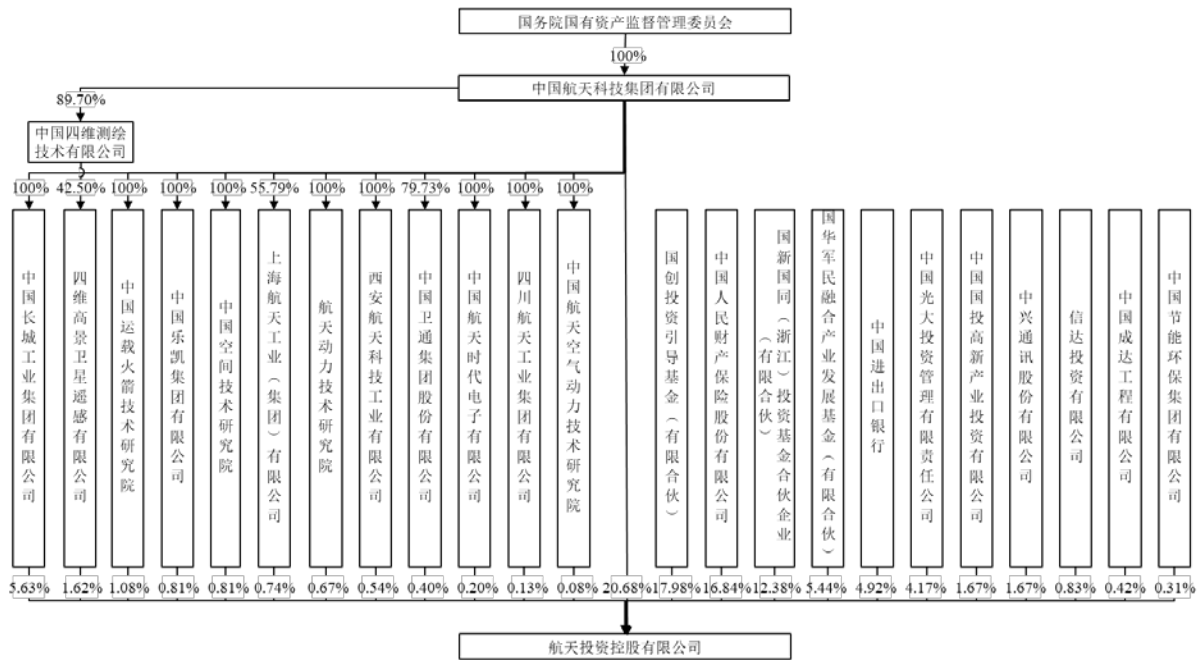 国务院国有资产监督管理委员会
100%
中国航天科技集团有限公司
89.70%
中国四维测绘
技术有限公司
100%
42.50%
100%
100%
100%
55.79%
100%
100%
79.73%
100%
100%
100%
中国长城工业集团有限公司
四维高景卫星遥感有限公司
中国运载火箭技术研究院
中国乐凯集团有限公司
中国空间技术研究院
上海航天工业（集团）有限公司
航天动力技术研究院
西安航天科技工业有限公司
中国卫通集团股份有限公司
中国航天时代电子有限公司
四川航天工业集团有限公司
中国航天空气动力技术研究院
国创投资引导基金（有限合伙）
中国人民财产保险股份有限公司
国新国同（浙江）投资基金合伙企业
（有限合伙）
国华军民融合产业发展基金（有限合伙）
中国进出口银行
中国光大投资管理有限责任公司
中国国投高新产业投资有限公司
中兴通讯股份有限公司
信达投资有限公司
中国成达工程有限公司
中国节能环保集团有限公司
5.63%
1.62%
1.08%
0.81%
0.81%
0.74%
0.67%
0.54%
0.40%
0.20%
0.13%
0.08%
20.68%
17.98%
16.84%
12.38%
5.44%
4.92%
4.17%
1.67%
1.67%
0.83%
0.42%
0.31%
航天投资控股有限公司